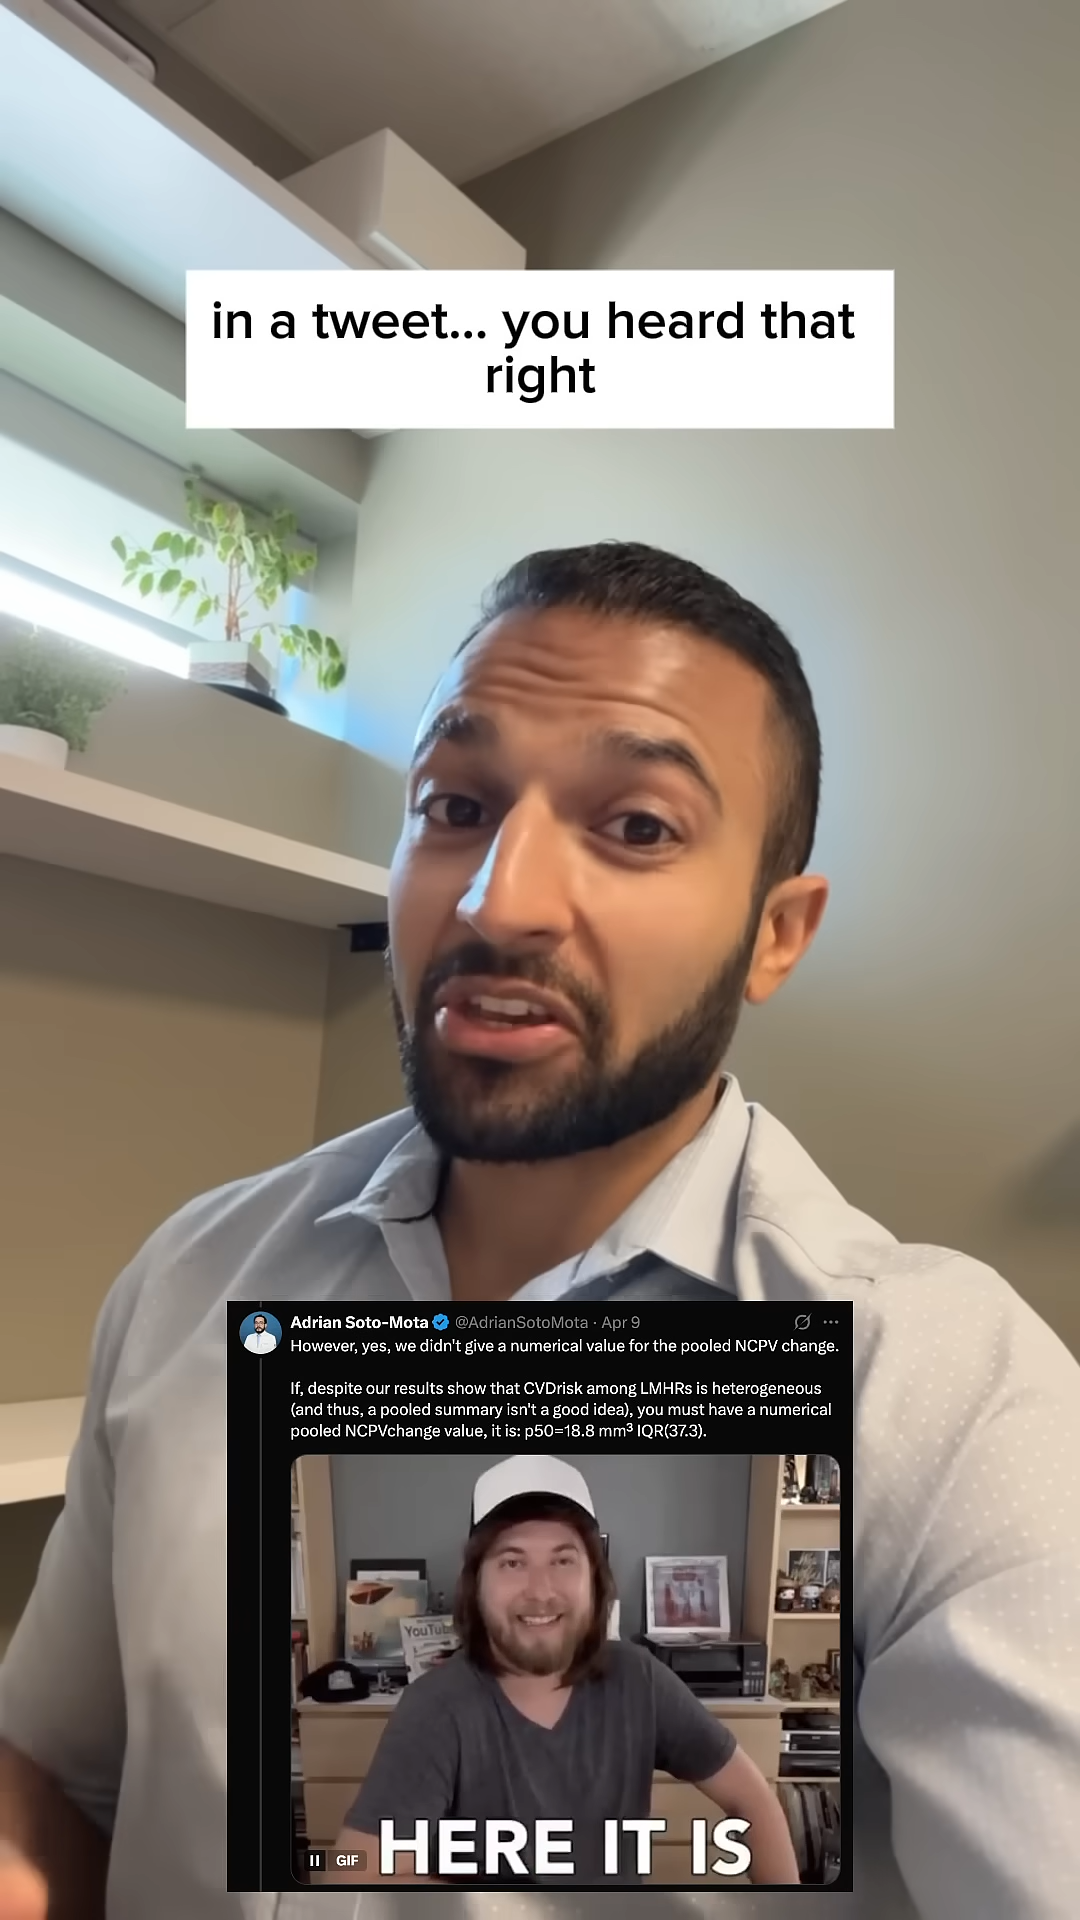 in a tweet... you heard that
right
Adrian Soto-Mota @AdrianSotoMota · Apr 9
However, yes, we didn't give a numerical value for the pooled NCPV change.
If, despite our results show that CVDrisk among LMHRs is heterogeneous
(and thus, a pooled summary isn't a good idea), you must have a numerical
pooled NCPVchange value, it is: p50=18.8 mm³ IQR(37.3).
YouTube
HERE IT IS
GIF